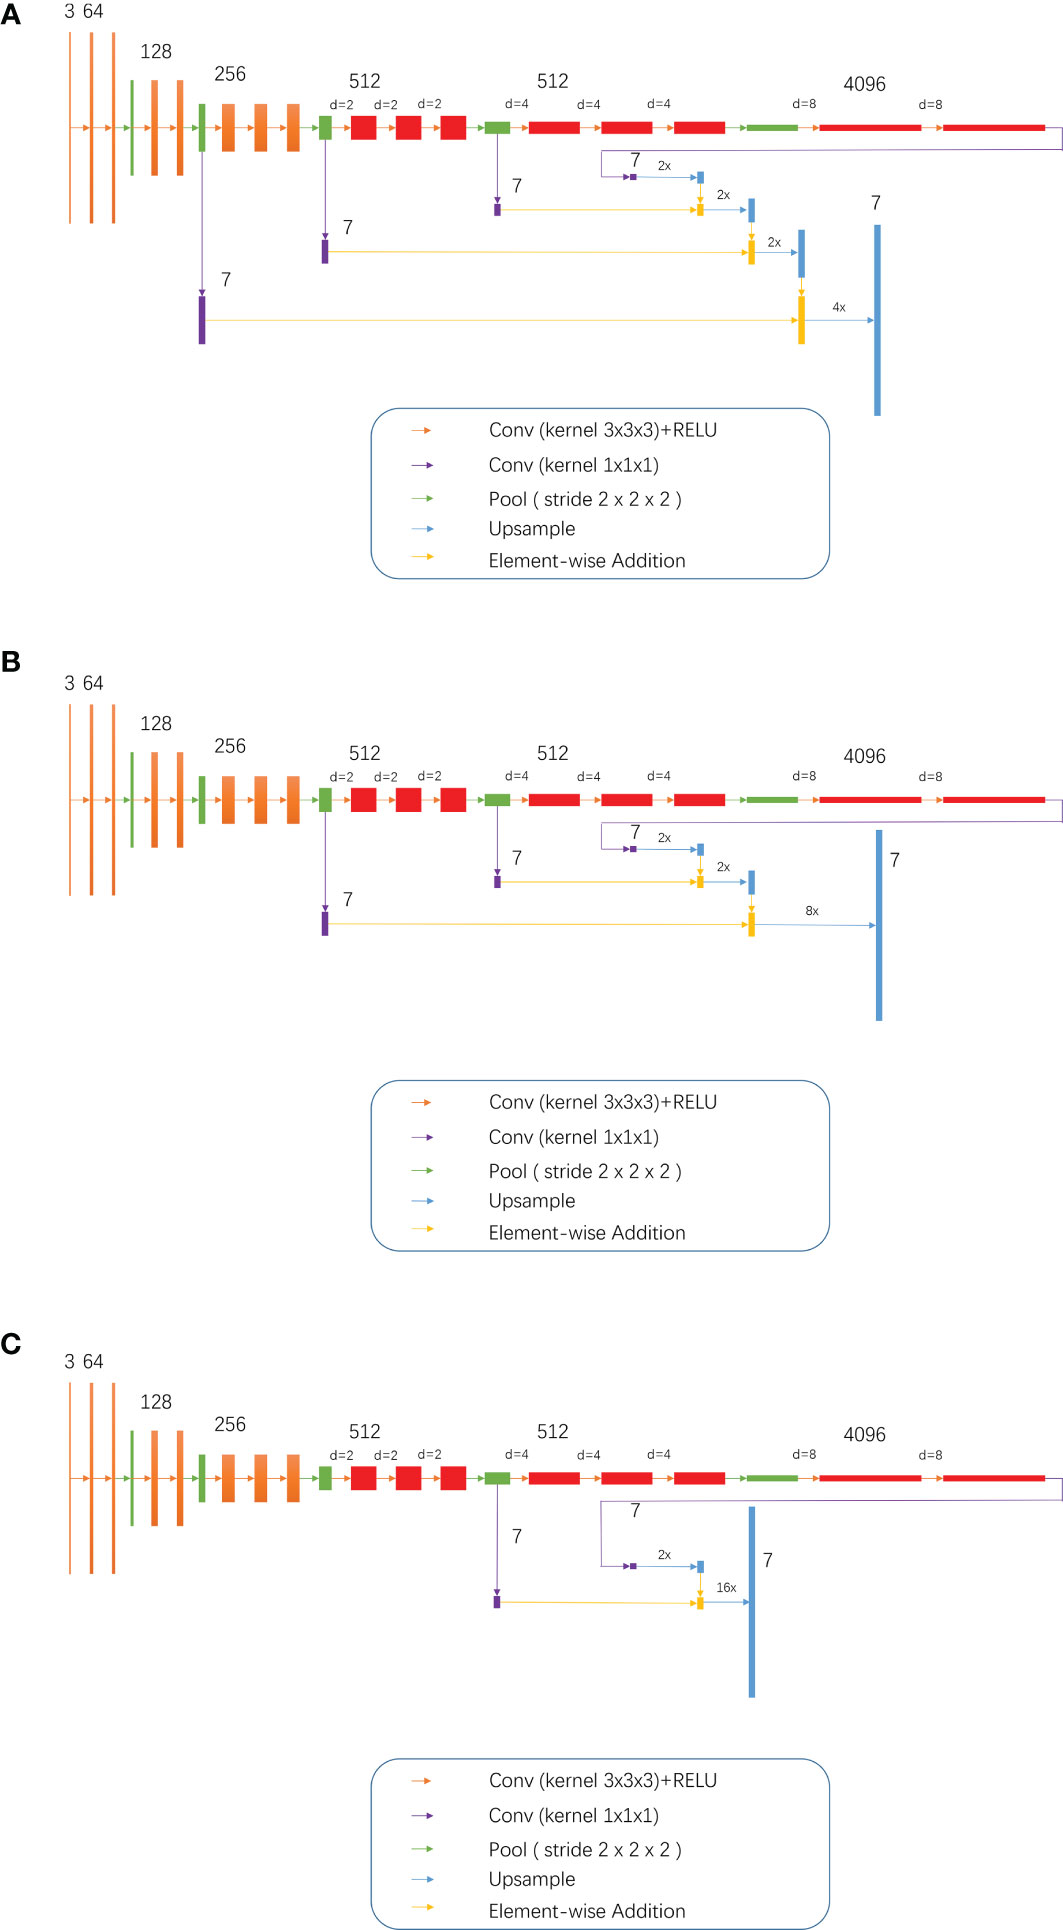 A
3 64
128
256
512
512
4096
d=2 d=2 d=2 d=4 d=4 d=4 d=8 d=8
7 2x
7 2x
7
7 2x
7
4x
Conv (kernel 3x3x3)+RELU
Conv (kernel 1x1x1)
Pool ( stride 2 x 2 x 2 )
Upsample
Element-wise Addition
B
3 64
128
256
512
512
4096
d=2 d=2 d=2 d=4 d=4 d=4 d=8 d=8
7 2x
7 2x
7
7
8x
Conv (kernel 3x3x3)+RELU
Conv (kernel 1x1x1)
Pool ( stride 2 x 2 x 2 )
Upsample
Element-wise Addition
C
3 64
128
256
512
512
4096
d=2 d=2 d=2 d=4 d=4 d=4 d=8 d=8
7
7 2x
7
16x
Conv (kernel 3x3x3)+RELU
Conv (kernel 1x1x1)
Pool ( stride 2 x 2 x 2 )
Upsample
Element-wise Addition